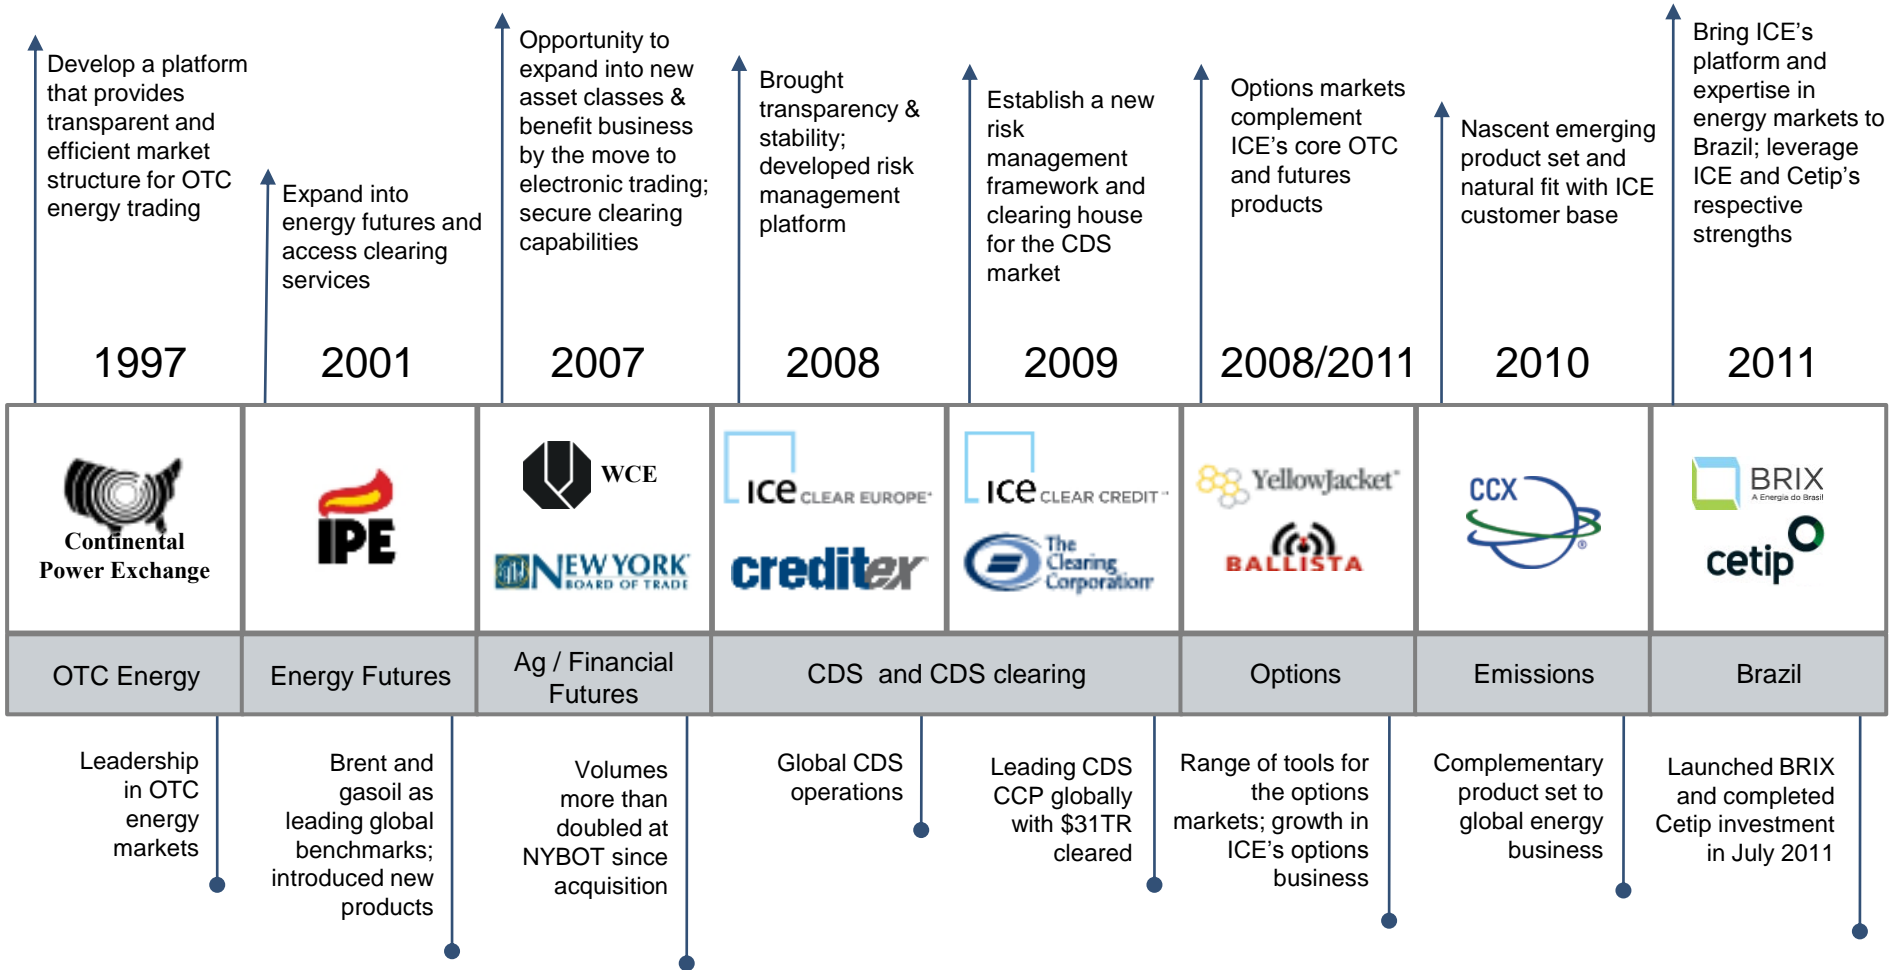 Develop a platform
that provides
transparent and
efficient market
structure for OTC
energy trading
Expand into
energy futures and
access clearing
services
Opportunity to
expand into new
asset classes &
benefit business
by the move to
electronic trading;
secure clearing
capabilities
Brought
transparency &
stability;
developed risk
management
platform
Establish a new
risk
management
framework and
clearing house
for the CDS
market
Options markets
complement
ICE's core OTC
and futures
products
Nascent emerging
product set and
natural fit with ICE
customer base
Bring ICE's
platform and
expertise in
energy markets to
Brazil; leverage
ICE and Cetip's
respective
strengths
1997
2001
2007
2008
2009
2008/2011
2010
2011
Continental
Power Exchange
IPE
WCE
NEW YORK
BOARD OF TRADE
ice CLEAR EUROPE
creditex
ice CLEAR CREDIT
The
Clearing
Corporation
YellowJacket
BALLISTA
CCX
®
BRIX
A Energia do Brasil
cetip
OTC Energy
Energy Futures
Ag / Financial
Futures
CDS and CDS clearing
Options
Emissions
Brazil
Leadership
in OTC
energy
markets
Brent and
gasoil as
leading global
benchmarks;
introduced new
products
Volumes
more than
doubled at
NYBOT since
acquisition
Global CDS
operations
Leading CDS
CCP globally
with $31TR
cleared
Range of tools for
the options
markets; growth in
ICE's options
business
Complementary
product set to
global energy
business
Launched BRIX
and completed
Cetip investment
in July 2011